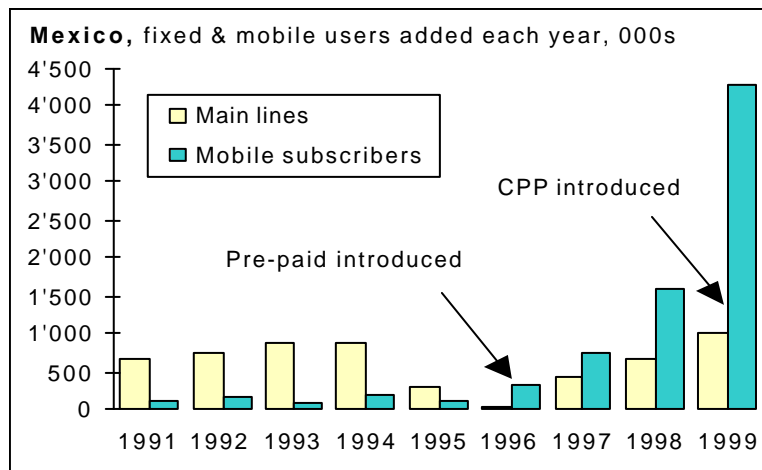 Mexico, fixed & mobile users added each year, 000s
4'500
4'000
3'500
3'000
2'500
2'000
1'500
1'000
500
0
Main lines
Mobile subscribers
CPP introduced
Pre-paid introduced
1991 1992 1993 1994 1995 1996 1997 1998 1999